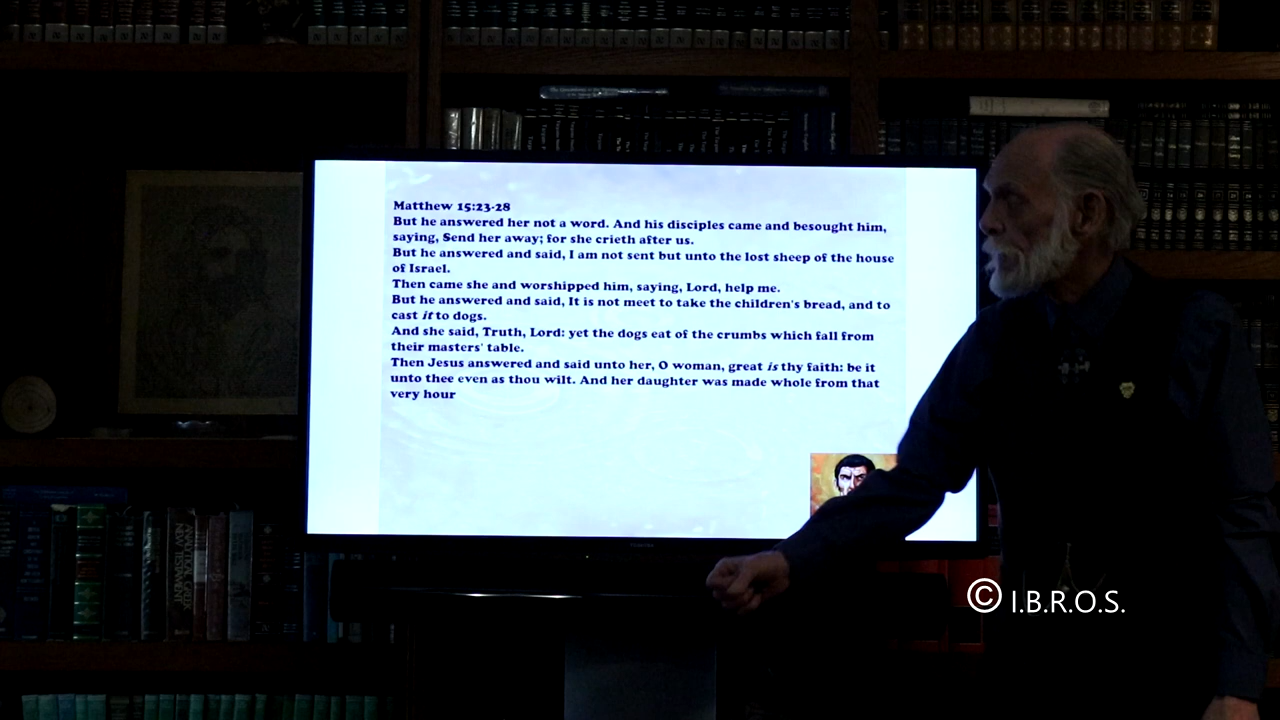 Matthew 15:23-28
But he answered her not a word. And his disciples came and besought him,
saying, Send her away; for she crieth after us.
But he answered and said, I am not sent but unto the lost sheep of the house
of Israel.
Then came she and worshipped him, saying, Lord, help me.
But he answered and said, It is not meet to take the children's bread, and to
cast it to dogs.
And she said, Truth, Lord: yet the dogs eat of the crumbs which fall from
their masters' table.
Then Jesus answered and said unto her, O woman, great is thy faith: be it
unto thee even as thou wilt. And her daughter was made whole from that
very hour
ANALYTICAL GREEK
NEW TESTAMENT
© I.B.R.O.S.